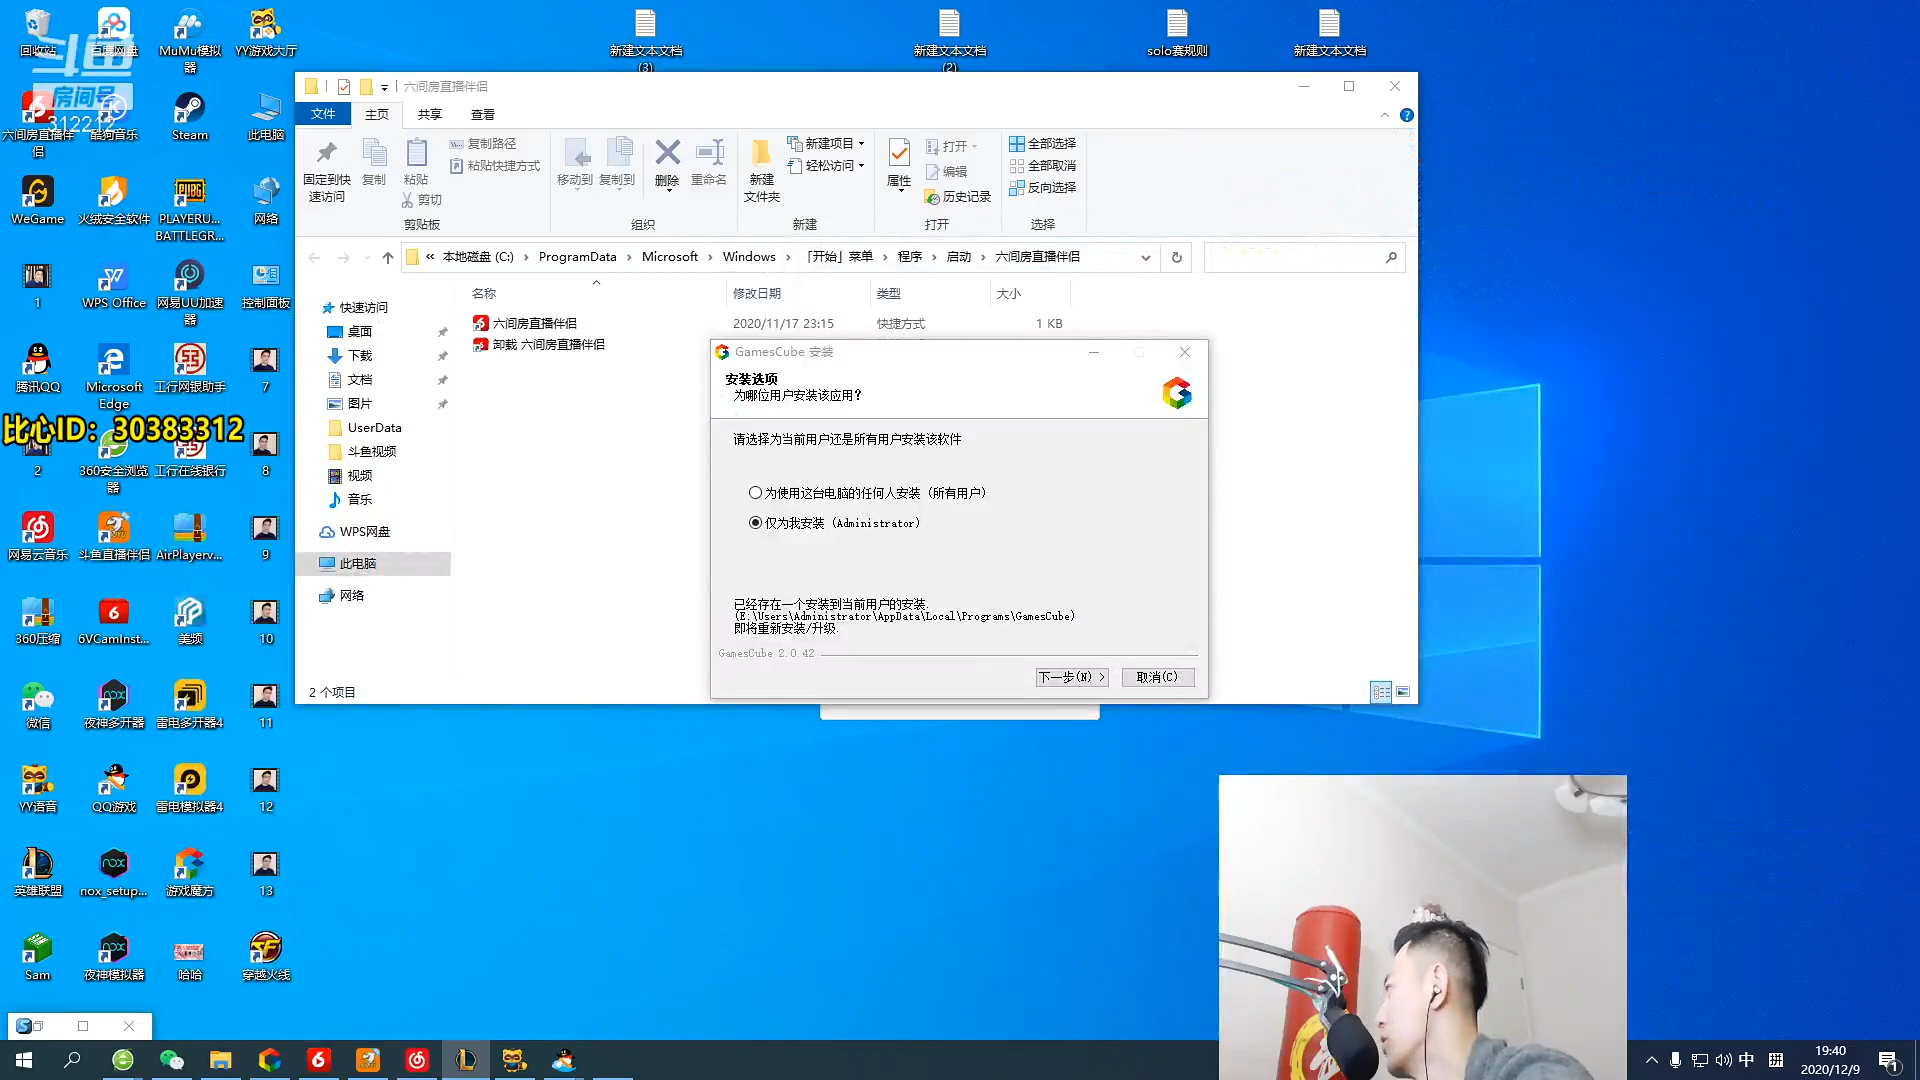 回收站
百度网盘
MuMu模拟器
YY游戏大厅
新建文本文档 (3)
新建文本文档 (2)
solo赛规则
新建文本文档
斗鱼
房间号
312212
六间房直播伴侣
酷狗音乐
Steam
此电脑
WeGame
火绒安全软件
PLAYERU... BATTLEGR...
网络
1
WPS Office
网易UU加速器
控制面板
腾讯QQ
Microsoft Edge
工行网银助手
7
比心ID：30383312
2
360安全浏览器
工行在线银行
8
网易云音乐
斗鱼直播伴侣
AirPlayerv...
9
360压缩
6VCamInst...
美频
10
微信
夜神多开器
雷电多开器4
11
YY语音
QQ游戏
雷电模拟器4
12
英雄联盟
nox_setup...
游戏魔方
13
Sam
夜神模拟器
哈哈
穿越火线
六间房直播伴侣
文件
主页
共享
查看
固定到快速访问
复制
粘贴
复制路径
粘贴快捷方式
剪切
剪贴板
移动到
复制到
删除
重命名
组织
新建文件夹
新建项目
轻松访问
新建
属性
打开
编辑
历史记录
打开
全部选择
全部取消
反向选择
选择
« 本地磁盘 (C:) › ProgramData › Microsoft › Windows › 「开始」菜单 › 程序 › 启动 › 六间房直播伴侣
名称
修改日期
类型
大小
六间房直播伴侣
2020/11/17 23:15
快捷方式
1 KB
卸载 六间房直播伴侣
快速访问
桌面
下载
文档
图片
UserData
斗鱼视频
视频
音乐
WPS网盘
此电脑
网络
2 个项目
GamesCube 安装
安装选项
为哪位用户安装该应用？
请选择为当前用户还是所有用户安装该软件
为使用这台电脑的任何人安装（所有用户）
仅为我安装（Administrator）
已经存在一个安装到当前用户的安装.
(E:\Users\Administrator\AppData\Local\Programs\GamesCube)
即将重新安装/升级.
GamesCube 2.0.42
下一步(N) >
取消(C)
中
拼
19:40
2020/12/9
1